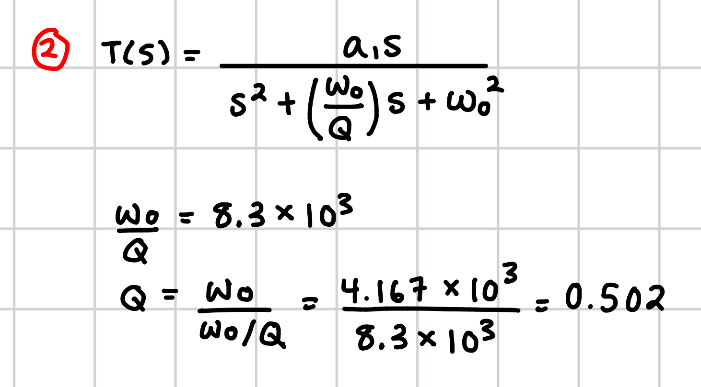 ② T(s) = a₁s / (s² + (ω₀/Q)s + ω₀²)
ω₀/Q = 8.3 × 10³
Q = ω₀ / (ω₀/Q) = 4.167 × 10³ / 8.3 × 10³ = 0.502